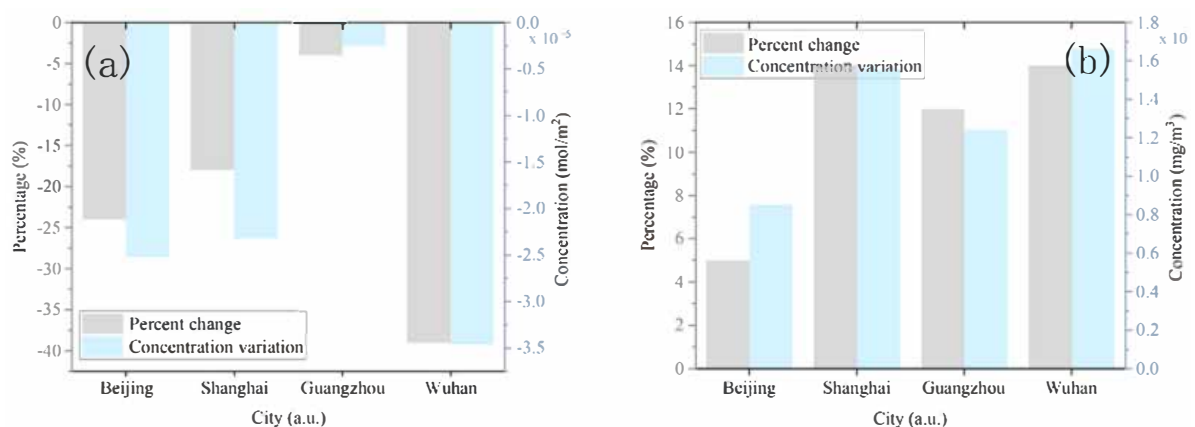 (a)
Percentage (%)
0
-5
-10
-15
-20
-25
-30
-35
-40
0.0
x 10⁻⁵
-0.5
-1.0
-1.5
-2.0
-2.5
-3.0
-3.5
Concentration (mol/m²)
Percent change
Concentration variation
Beijing Shanghai Guangzhou Wuhan
City (a.u.)
(b)
Percentage (%)
16
14
12
10
8
6
4
2
0
1.8
x 10
1.6
1.4
1.2
1.0
0.8
0.6
0.4
0.2
0.0
Concentration (mg/m³)
Percent change
Concentration variation
Beijing Shanghai Guangzhou Wuhan
City (a.u.)